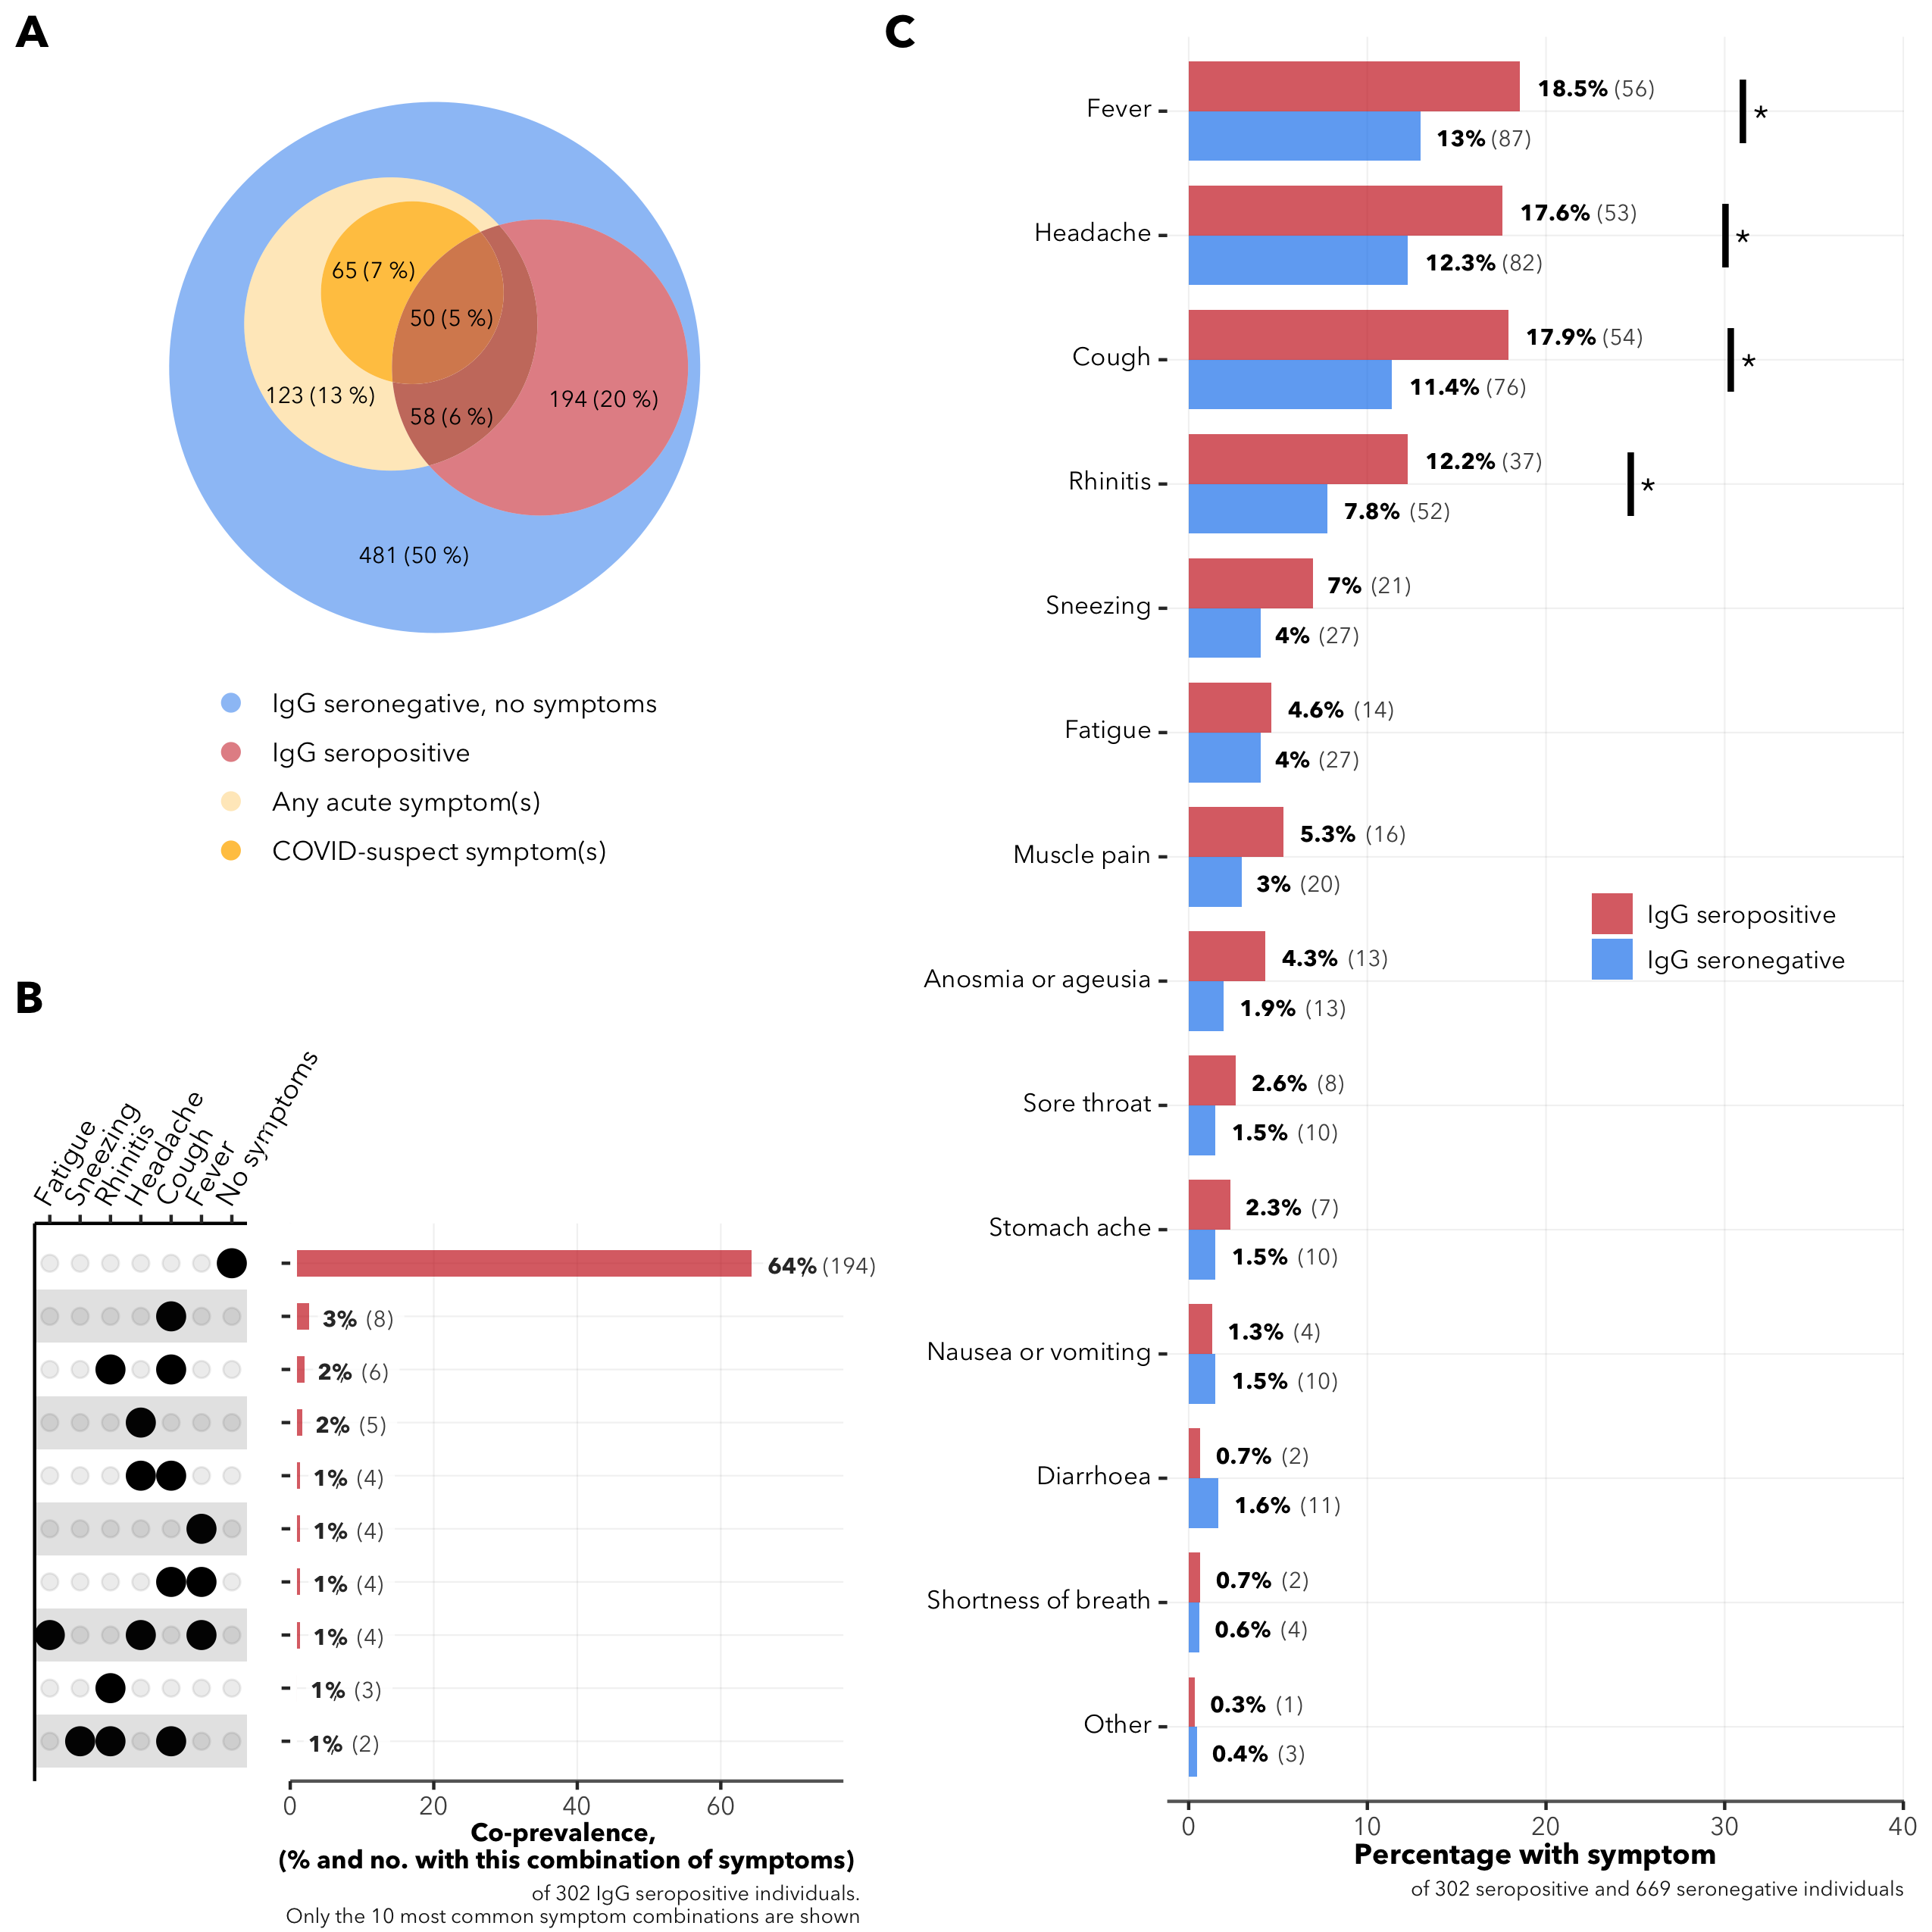 A
65 (7 %)
50 (5 %)
123 (13 %)
58 (6 %)
194 (20 %)
481 (50 %)
IgG seronegative, no symptoms
IgG seropositive
Any acute symptom(s)
COVID-suspect symptom(s)
B
Fatigue
Sneezing
Rhinitis
Headache
Cough
Fever
No symptoms
64% (194)
3% (8)
2% (6)
2% (5)
1% (4)
1% (4)
1% (4)
1% (4)
1% (3)
1% (2)
0 20 40 60
Co-prevalence,
(% and no. with this combination of symptoms)
of 302 IgG seropositive individuals.
Only the 10 most common symptom combinations are shown
C
Fever
18.5% (56)
13% (87)
*
Headache
17.6% (53)
12.3% (82)
*
Cough
17.9% (54)
11.4% (76)
*
Rhinitis
12.2% (37)
7.8% (52)
*
Sneezing
7% (21)
4% (27)
Fatigue
4.6% (14)
4% (27)
Muscle pain
5.3% (16)
3% (20)
Anosmia or ageusia
4.3% (13)
1.9% (13)
IgG seropositive
IgG seronegative
Sore throat
2.6% (8)
1.5% (10)
Stomach ache
2.3% (7)
1.5% (10)
Nausea or vomiting
1.3% (4)
1.5% (10)
Diarrhoea
0.7% (2)
1.6% (11)
Shortness of breath
0.7% (2)
0.6% (4)
Other
0.3% (1)
0.4% (3)
0 10 20 30 40
Percentage with symptom
of 302 seropositive and 669 seronegative individuals